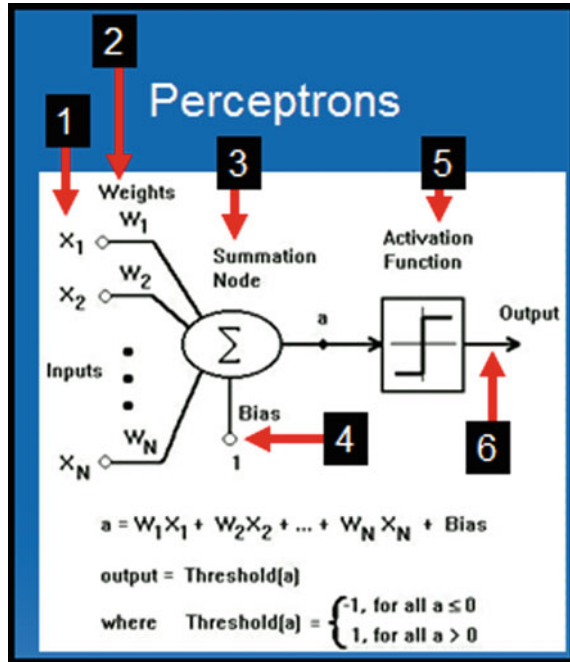 2
Perceptrons
1
3
5
Weights
W1
X1
Summation
Node
Activation
Function
W2
X2
a
Output
Inputs
Σ
Bias
4
6
WN
XN
1
a = W1X1 + W2X2 + ... + WN XN + Bias
output = Threshold(a)
where Threshold(a) = { -1, for all a ≤ 0
1, for all a > 0